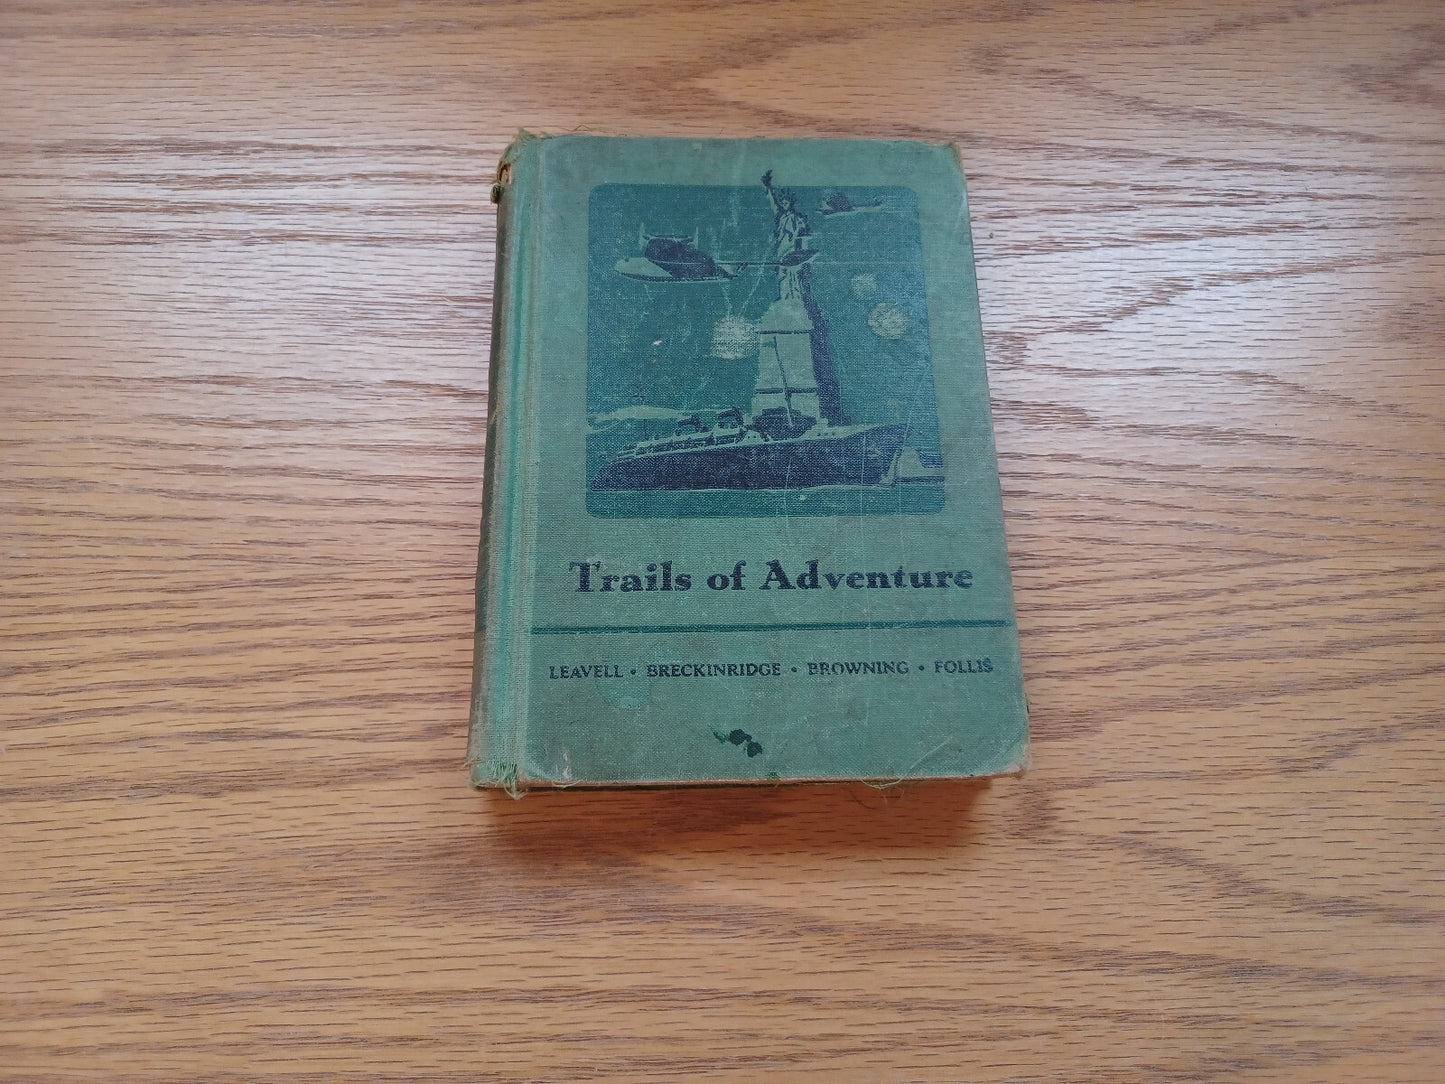 Trails of Adventure
LEAVELL • BRECKINRIDGE • BROWNING • FOLLIS